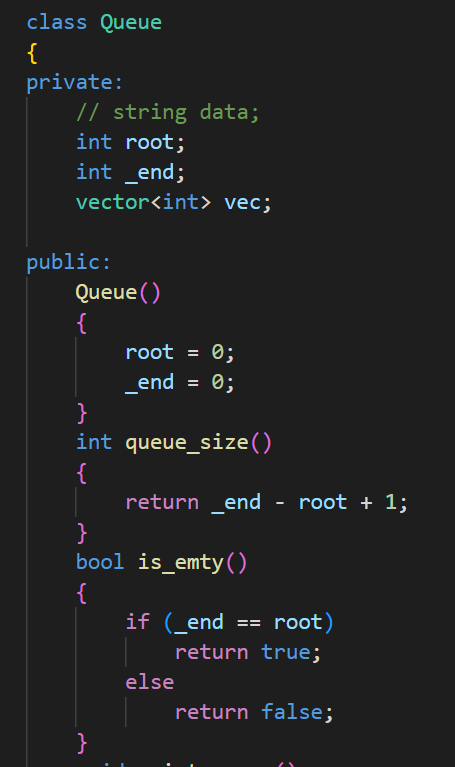 class Queue
{
private:
    // string data;
    int root;
    int _end;
    vector<int> vec;

public:
    Queue()
    {
        root = 0;
        _end = 0;
    }
    int queue_size()
    {
        return _end - root + 1;
    }
    bool is_emty()
    {
        if (_end == root)
            return true;
        else
            return false;
    }